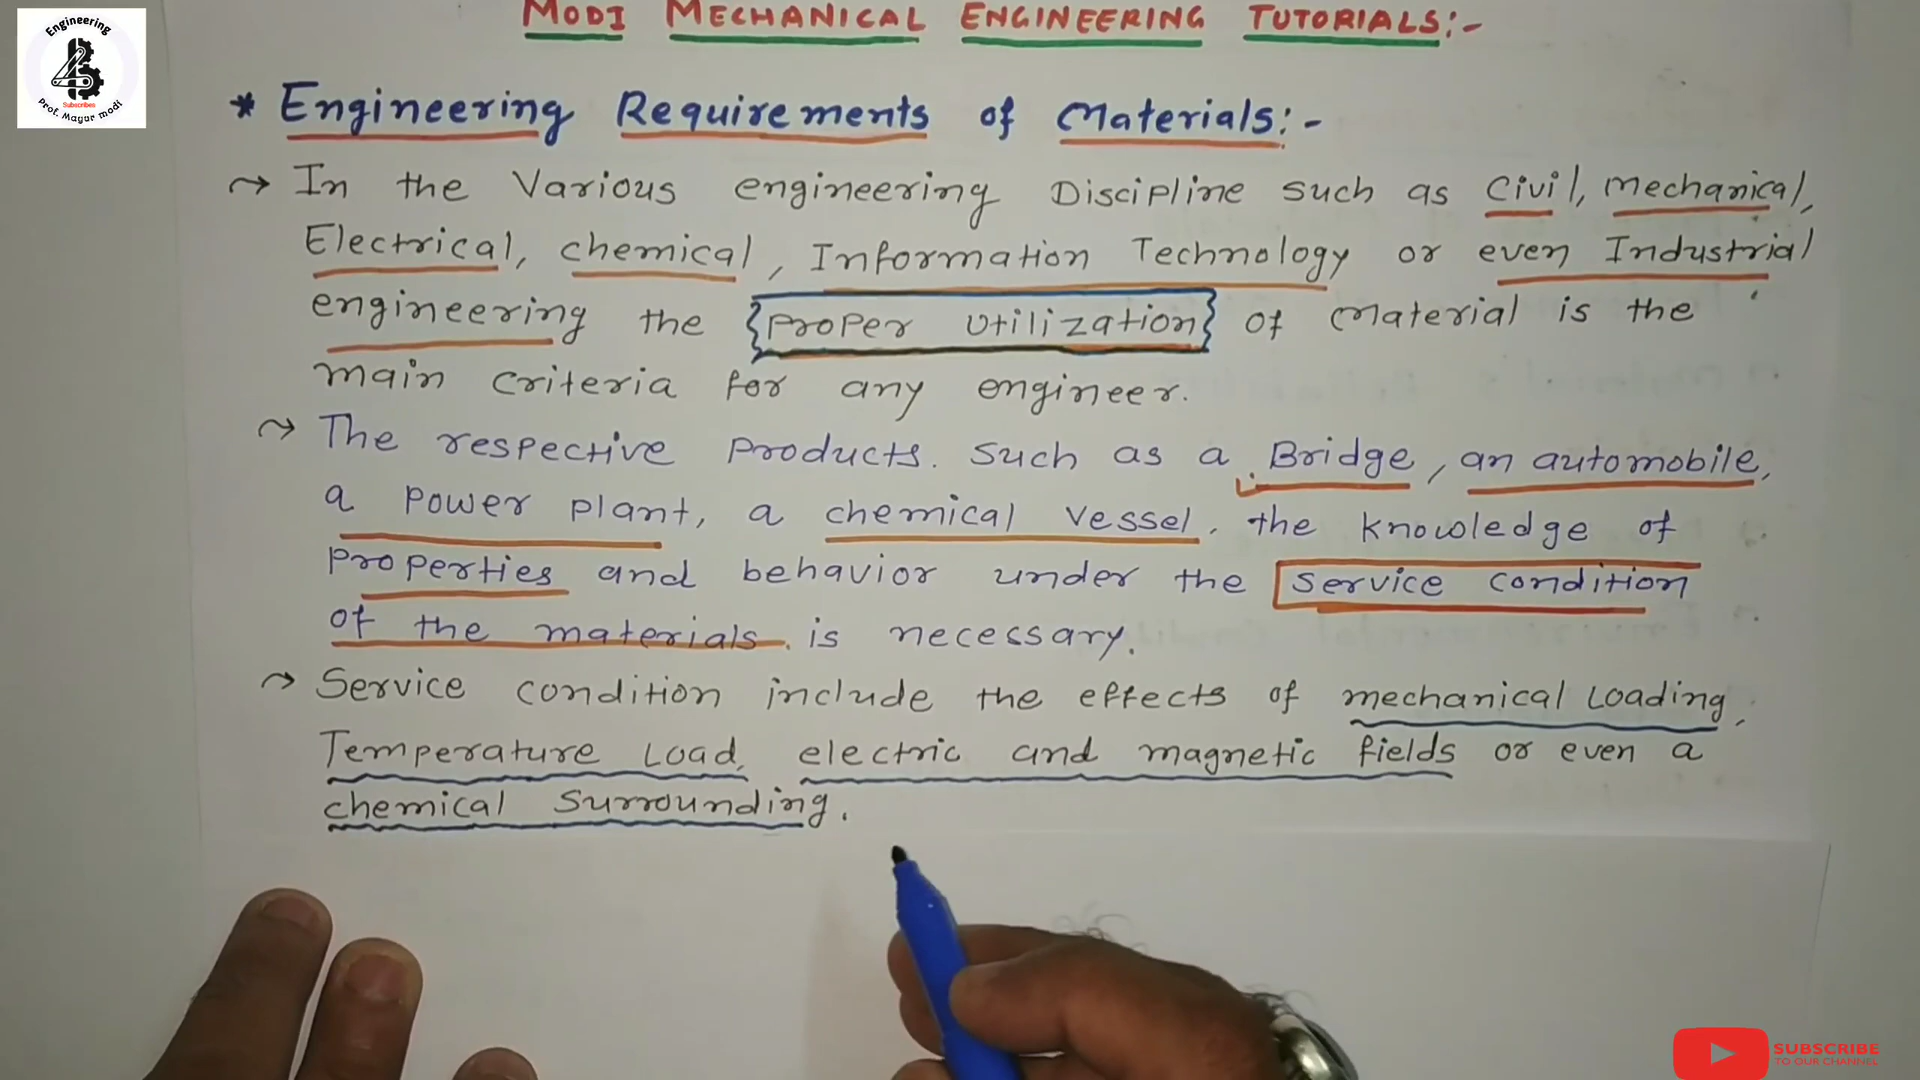 Engineering
Subscribes
Prof. Mayur modi
MODI MECHANICAL ENGINEERING TUTORIALS:-
* Engineering Requirements of Materials:-
→ In the Various engineering Discipline such as Civil, Mechanical,
Electrical, chemical, Information Technology or even Industrial
engineering the {Proper Utilization} of Material is the
main criteria for any engineer.
→ The respective Products. Such as a Bridge, an automobile,
a Power plant, a chemical vessel, the knowledge of
Properties and behavior under the service condition
of the materials is necessary.
→ Service condition include the effects of mechanical Loading,
Temperature Load, electric and magnetic fields or even a
chemical Surrounding.
SUBSCRIBE
TO OUR CHANNEL